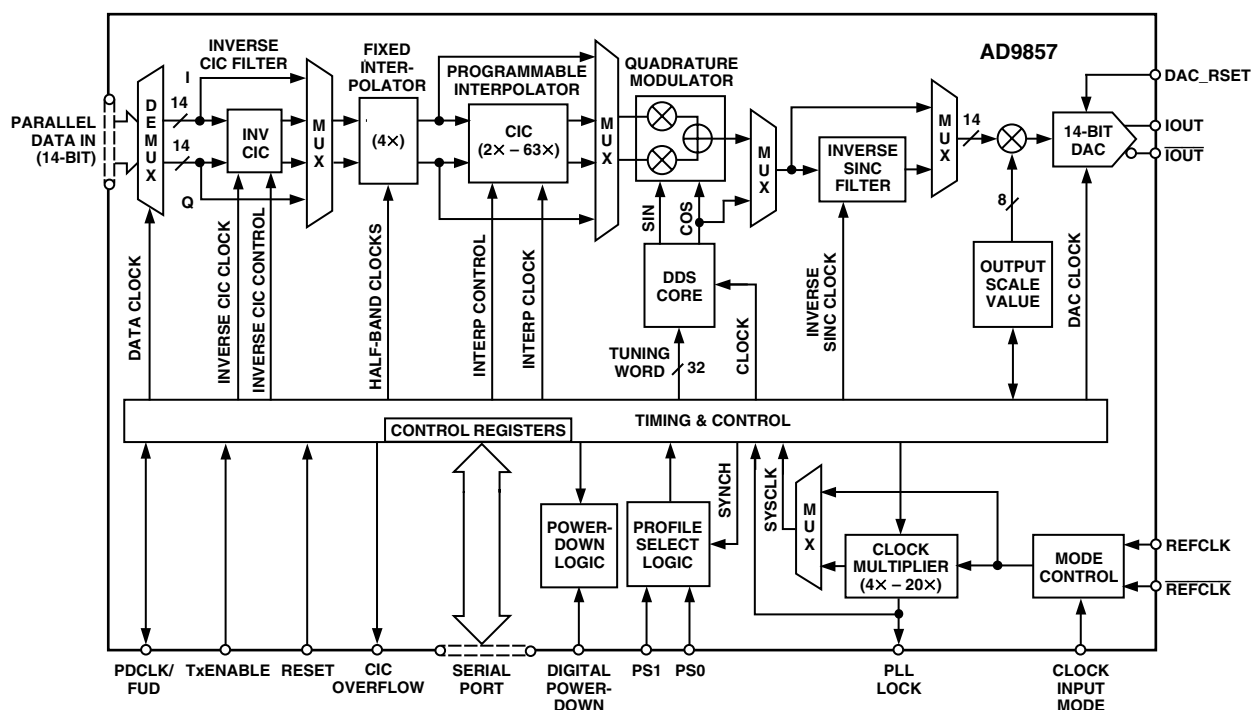 AD9857
INVERSE
CIC FILTER
FIXED
INTER-
POLATOR
PROGRAMMABLE
INTERPOLATOR
QUADRATURE
MODULATOR
DAC_RSET
I
14
DEMUX
PARALLEL
DATA IN
(14-BIT)
14
INV
CIC
MUX
(4×)
CIC
(2× – 63×)
MUX
MUX
INVERSE
SINC
FILTER
MUX
14
14-BIT
DAC
IOUT
IOUT
Q
SIN
COS
8
DATA CLOCK
INVERSE CIC CLOCK
INVERSE CIC CONTROL
HALF-BAND CLOCKS
INTERP CONTROL
INTERP CLOCK
DDS
CORE
TUNING
WORD
32
CLOCK
INVERSE
SINC CLOCK
OUTPUT
SCALE
VALUE
DAC CLOCK
TIMING & CONTROL
CONTROL REGISTERS
POWER-
DOWN
LOGIC
PROFILE
SELECT
LOGIC
SYNCH
SYSCLK
MUX
CLOCK
MULTIPLIER
(4× – 20×)
MODE
CONTROL
REFCLK
REFCLK
PDCLK/
FUD
TxENABLE
RESET
CIC
OVERFLOW
SERIAL
PORT
DIGITAL
POWER-
DOWN
PS1
PS0
PLL
LOCK
CLOCK
INPUT
MODE